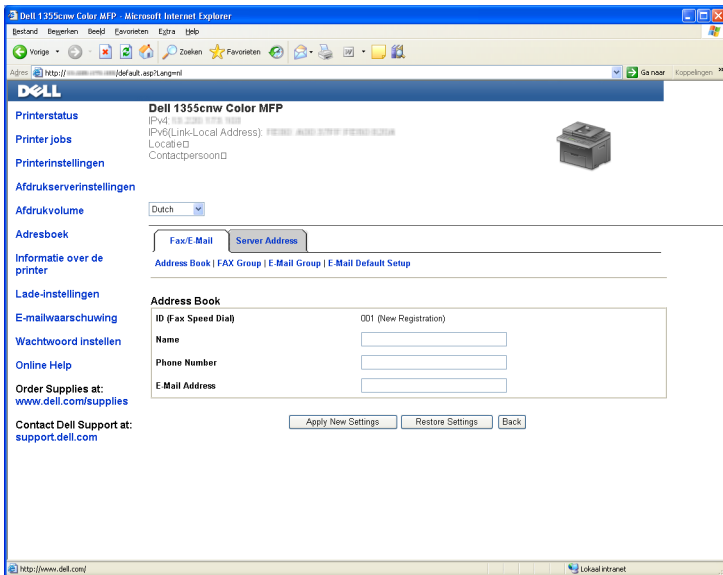 Dell 1355cnw Color MFP - Microsoft Internet Explorer
Bestand Bewerken Beeld Favorieten Extra Help
Vorige Zoeken Favorieten
Adres http:// /default.asp?Lang=nl Ga naar Koppelingen »
DELL
Printerstatus
Printer jobs
Printerinstellingen
Afdrukserverinstellingen
Afdrukvolume
Adresboek
Informatie over de
printer
Lade-instellingen
E-mailwaarschuwing
Wachtwoord instellen
Online Help
Order Supplies at:
www.dell.com/supplies
Contact Dell Support at:
support.dell.com
Dell 1355cnw Color MFP
IPv4:
IPv6(Link-Local Address):
Locatie
Contactpersoon
Dutch
Fax/E-Mail Server Address
Address Book | FAX Group | E-Mail Group | E-Mail Default Setup
Address Book
ID (Fax Speed Dial) 001 (New Registration)
Name
Phone Number
E-Mail Address
Apply New Settings Restore Settings Back
http://www.dell.com/ Lokaal intranet